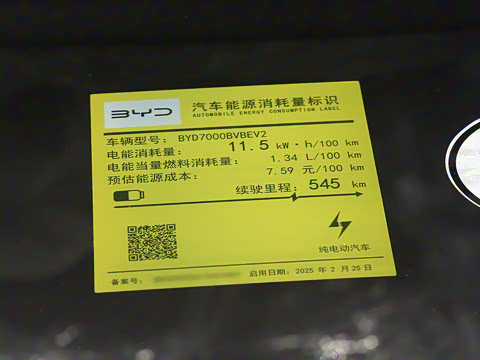 BYD 汽车能源消耗量标识
AUTOMOBILE ENERGY CONSUMPTION LABEL
车辆型号: BYD7000BVBEV2
电能消耗量: 11.5 kW·h/100 km
电能当量燃料消耗量: 1.34 L/100 km
预估能源成本: 7.59 元/100 km
续驶里程: 545 km
纯电动汽车
备案号:
启用日期: 2025 年 2 月 25 日